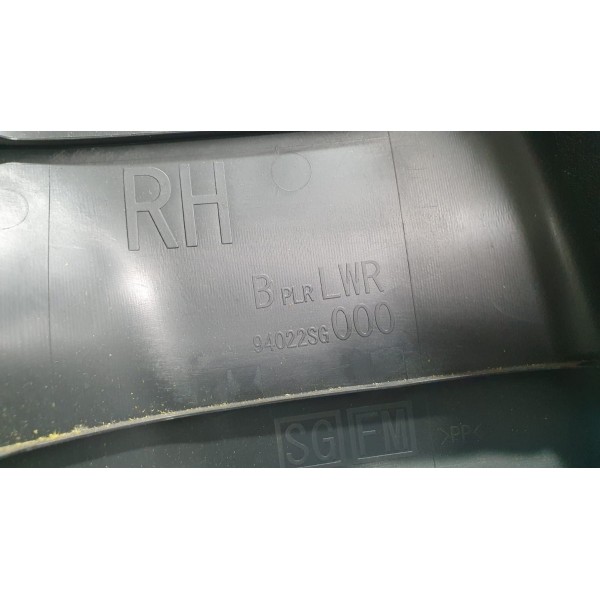 RH
B PLR LWR
94022SG000
SG FM >PP<